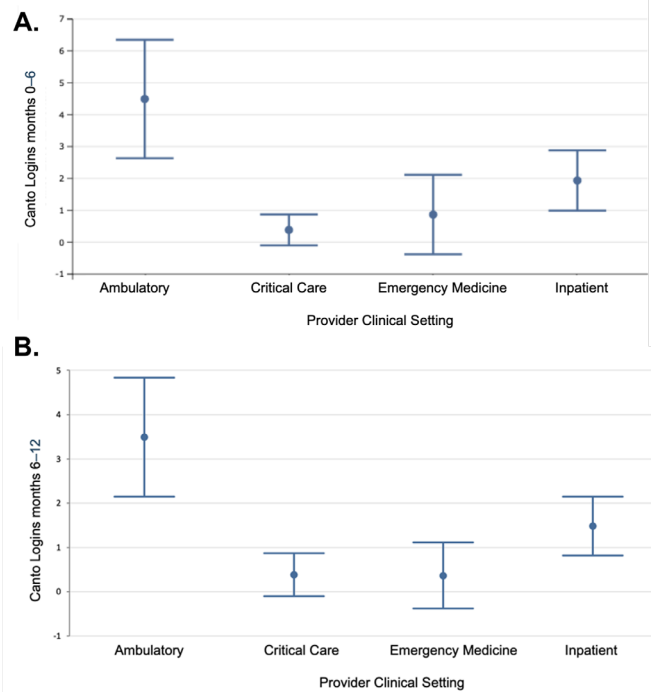 A.
Canto Logins months 0–6
7
6
5
4
3
2
1
0
-1
Ambulatory Critical Care Emergency Medicine Inpatient
Provider Clinical Setting
B.
Canto Logins months 6–12
5
4
3
2
1
0
-1
Ambulatory Critical Care Emergency Medicine Inpatient
Provider Clinical Setting